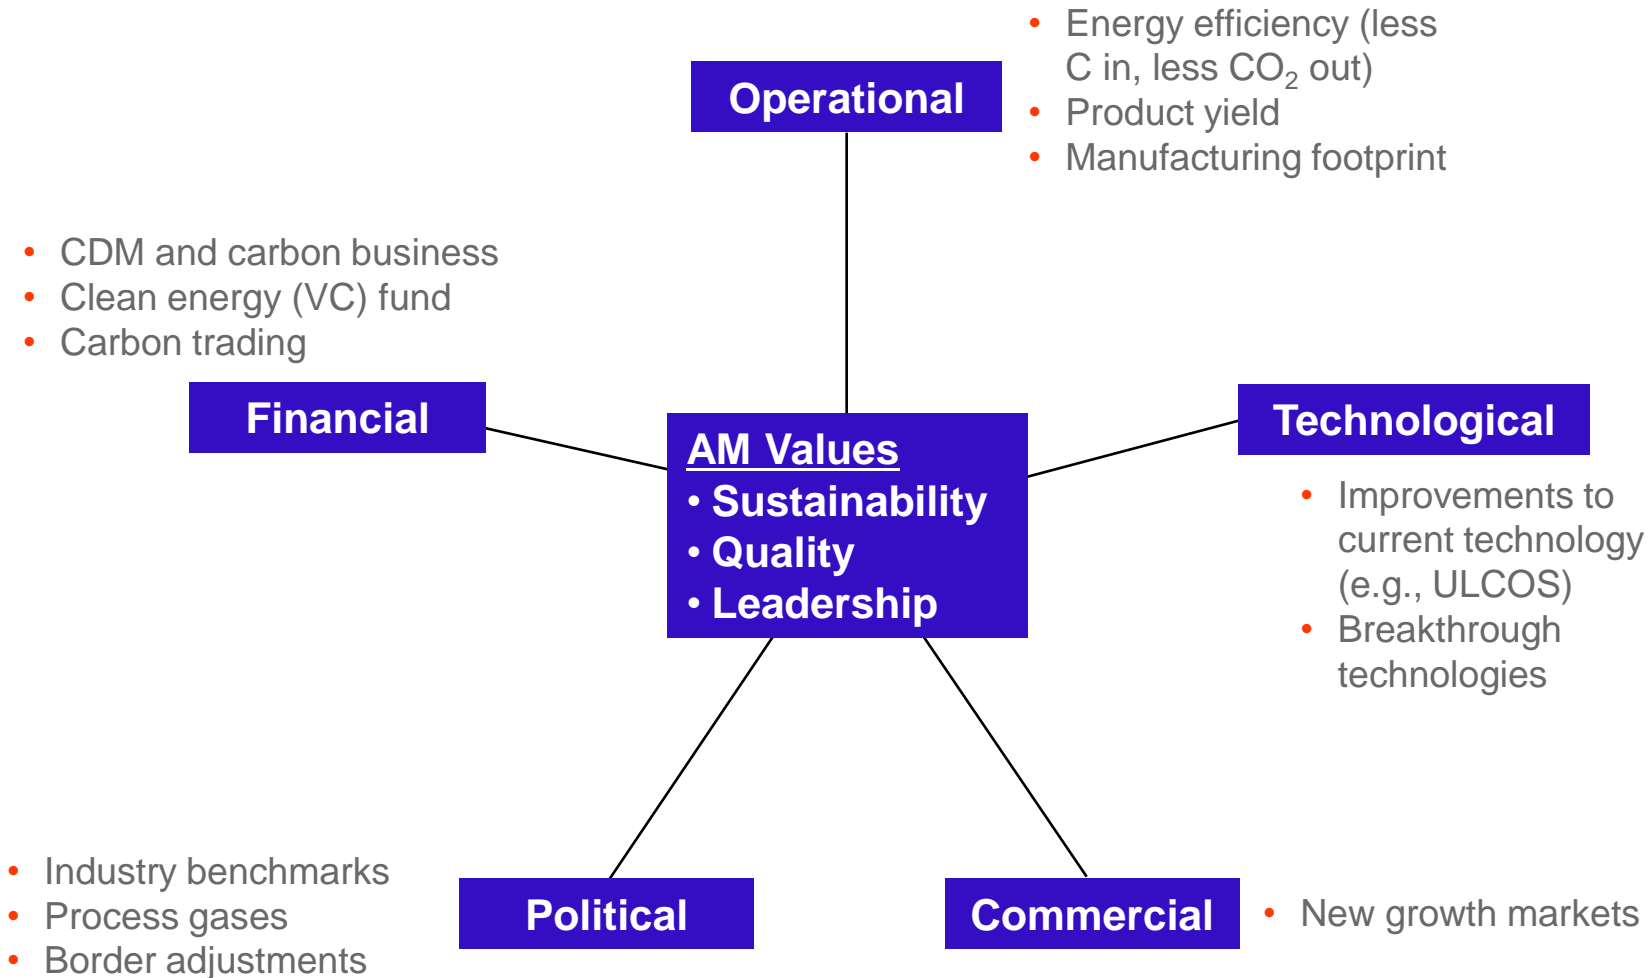 • Energy efficiency (less
C in, less CO₂ out)
• Product yield
• Manufacturing footprint
Operational
• CDM and carbon business
• Clean energy (VC) fund
• Carbon trading
Financial
Technological
AM Values
• Sustainability
• Quality
• Leadership
• Improvements to
current technology
(e.g., ULCOS)
• Breakthrough
technologies
• Industry benchmarks
• Process gases
• Border adjustments
Political
Commercial
• New growth markets